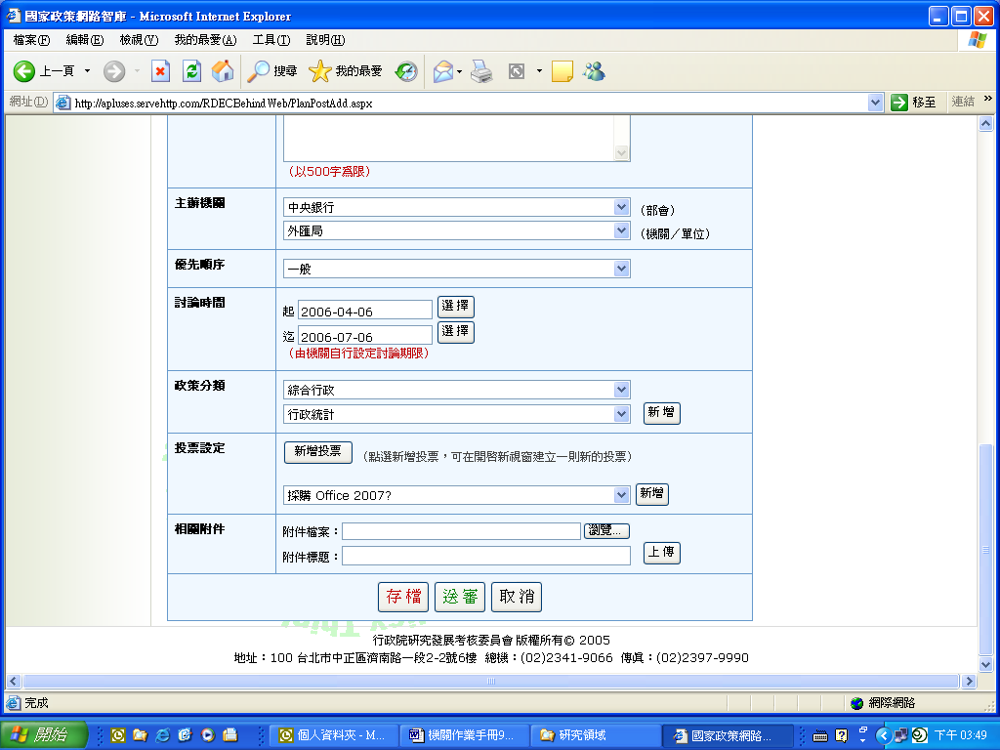 國家政策網路智庫 - Microsoft Internet Explorer
檔案(F) 編輯(E) 檢視(V) 我的最愛(A) 工具(T) 說明(H)
上一頁 搜尋 我的最愛
網址(D) http://apluses.servehttp.com/RDECBehindWeb/PlanPostAdd.aspx 移至 連結 »
（以500字為限）
主辦機關 中央銀行 （部會）
外匯局 （機關／單位）
優先順序 一般
討論時間 起 2006-04-06 選擇
迄 2006-07-06 選擇
（由機關自行設定討論期限）
政策分類 綜合行政
行政統計 新增
投票設定 新增投票 （點選新增投票，可在開啟新視窗建立一則新的投票）
採購 Office 2007? 新增
相關附件 附件檔案： 瀏覽...
附件標題： 上傳
存檔 送審 取消
行政院研究發展考核委員會 版權所有© 2005
地址：100 台北市中正區濟南路一段2-2號6樓 總機：(02)2341-9066 傳真：(02)2397-9990
完成 網際網路
開始 個人資料夾 - M... 機關作業手冊9... 研究領域 國家政策網路... 下午 03:49